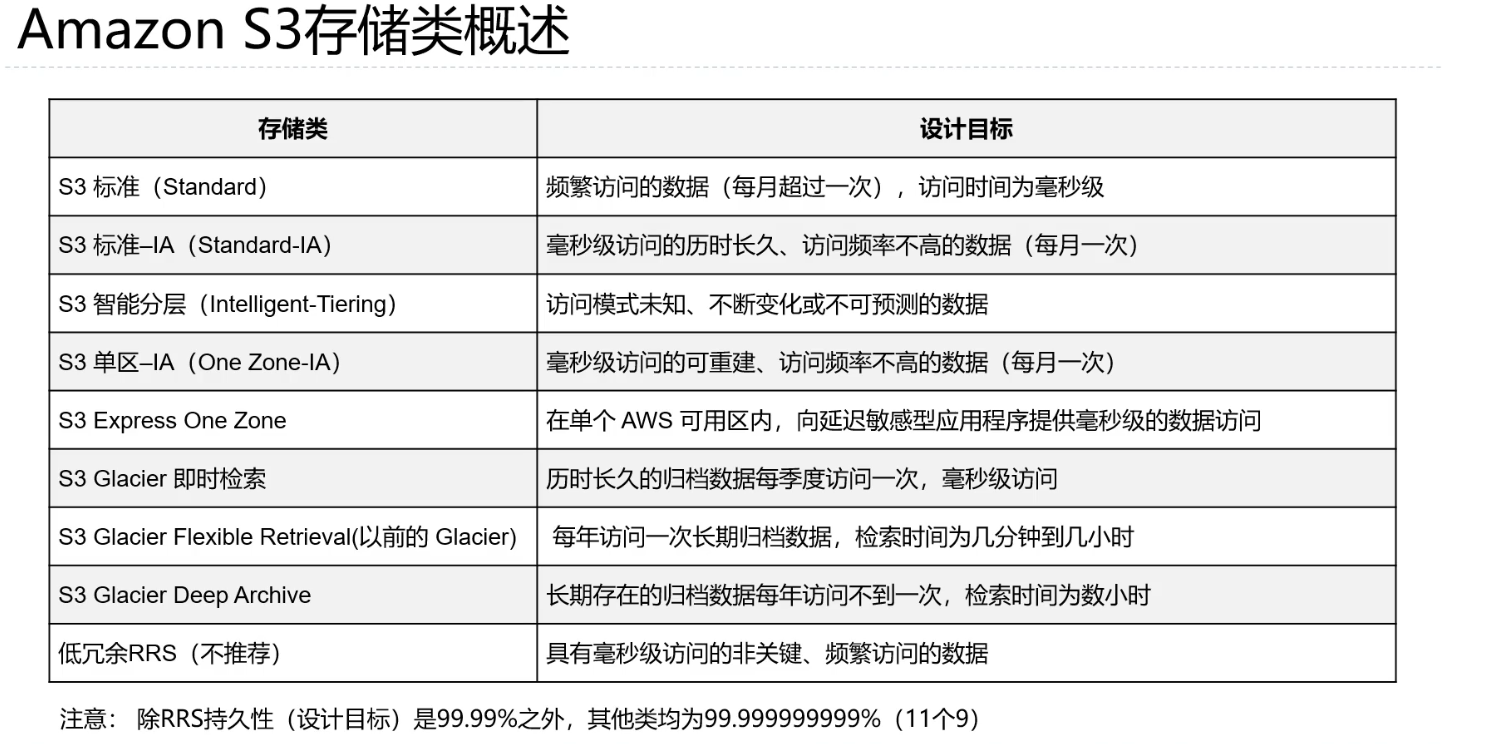 Amazon S3存储类概述
存储类 设计目标
S3 标准（Standard） 频繁访问的数据（每月超过一次），访问时间为毫秒级
S3 标准–IA（Standard-IA） 毫秒级访问的历时长久、访问频率不高的数据（每月一次）
S3 智能分层（Intelligent-Tiering） 访问模式未知、不断变化或不可预测的数据
S3 单区–IA（One Zone-IA） 毫秒级访问的可重建、访问频率不高的数据（每月一次）
S3 Express One Zone 在单个 AWS 可用区内，向延迟敏感型应用程序提供毫秒级的数据访问
S3 Glacier 即时检索 历时长久的归档数据每季度访问一次，毫秒级访问
S3 Glacier Flexible Retrieval(以前的 Glacier) 每年访问一次长期归档数据，检索时间为几分钟到几小时
S3 Glacier Deep Archive 长期存在的归档数据每年访问不到一次，检索时间为数小时
低冗余RRS（不推荐） 具有毫秒级访问的非关键、频繁访问的数据
注意： 除RRS持久性（设计目标）是99.99%之外，其他类均为99.999999999%（11个9）